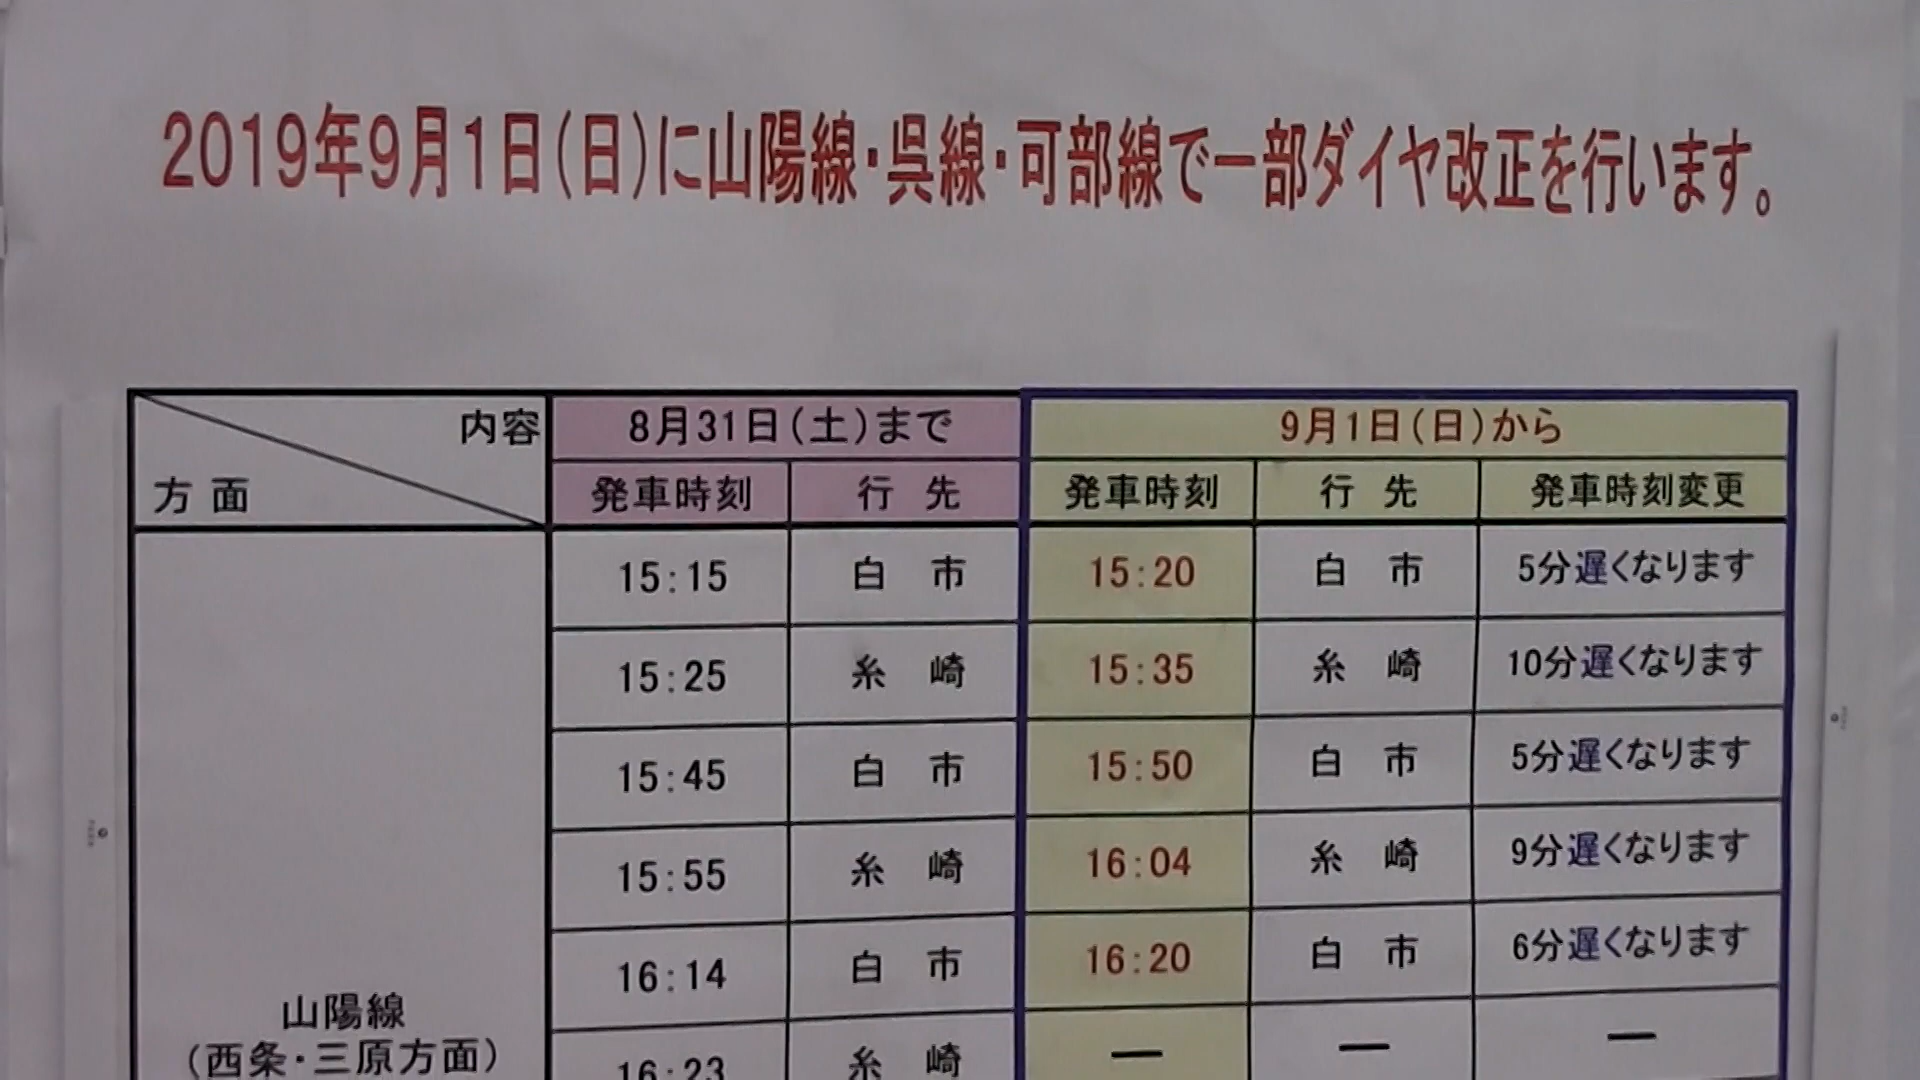 2019年9月1日(日)に山陽線・呉線・可部線で一部ダイヤ改正を行います。
内容 8月31日(土)まで 9月1日(日)から
方面 発車時刻 行先 発車時刻 行先 発車時刻変更
15:15 白市 15:20 白市 5分遅くなります
15:25 糸崎 15:35 糸崎 10分遅くなります
15:45 白市 15:50 白市 5分遅くなります
15:55 糸崎 16:04 糸崎 9分遅くなります
16:14 白市 16:20 白市 6分遅くなります
山陽線
(西条・三原方面)
16:23 糸崎 ― ― ―